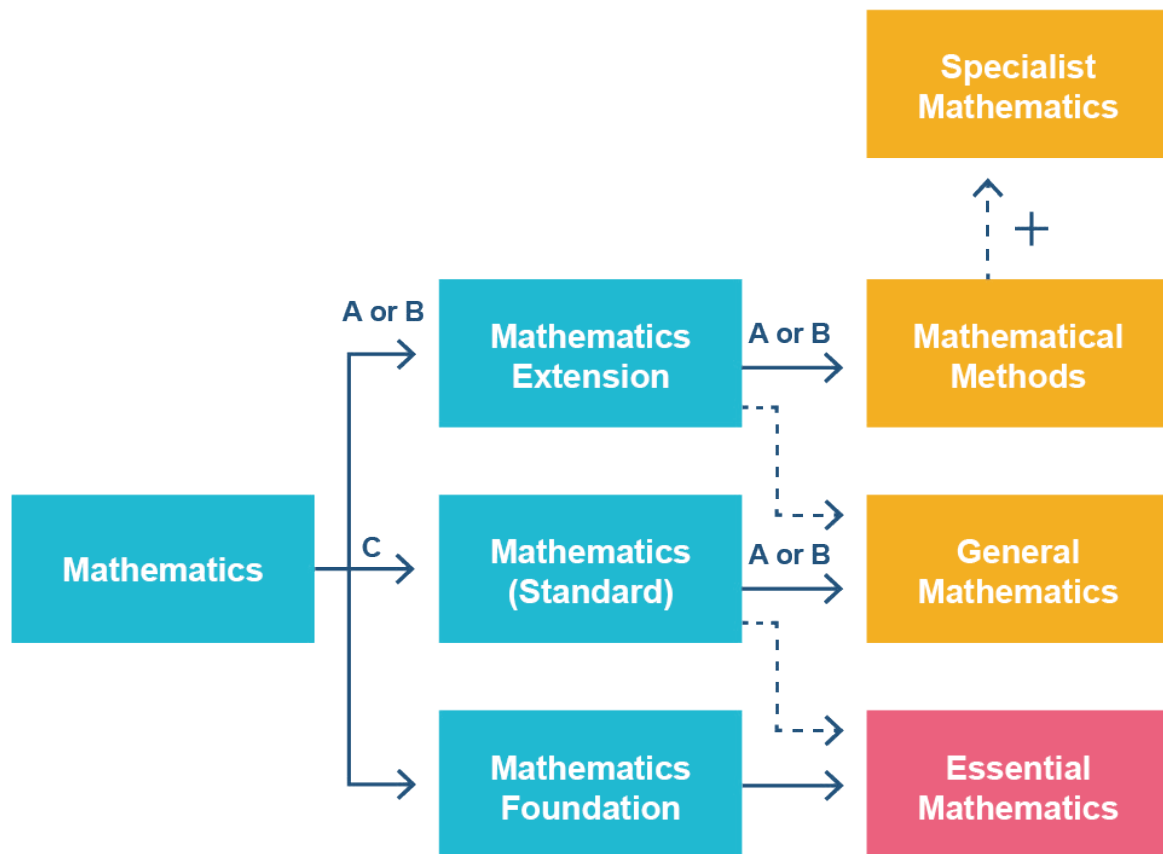 Specialist
Mathematics
+
A or B
Mathematics
Extension
A or B
Mathematical
Methods
Mathematics
C
Mathematics
(Standard)
A or B
General
Mathematics
Mathematics
Foundation
Essential
Mathematics